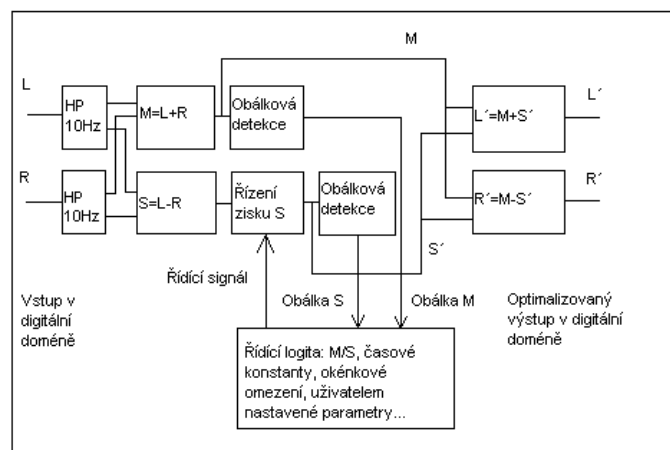 M
L
HP
10Hz
M=L+R
Obálková
detekce
L´=M+S´
L´
R
HP
10Hz
S=L-R
Řízení
zisku S
Obálková
detekce
R´=M-S´
R´
S´
Řídící signál
Vstup v
digitální
doméně
Obálka S
Obálka M
Optimalizovaný
výstup v digitální
doméně
Řídící logita: M/S, časové
konstanty, okénkové
omezení, uživatelem
nastavené parametry...